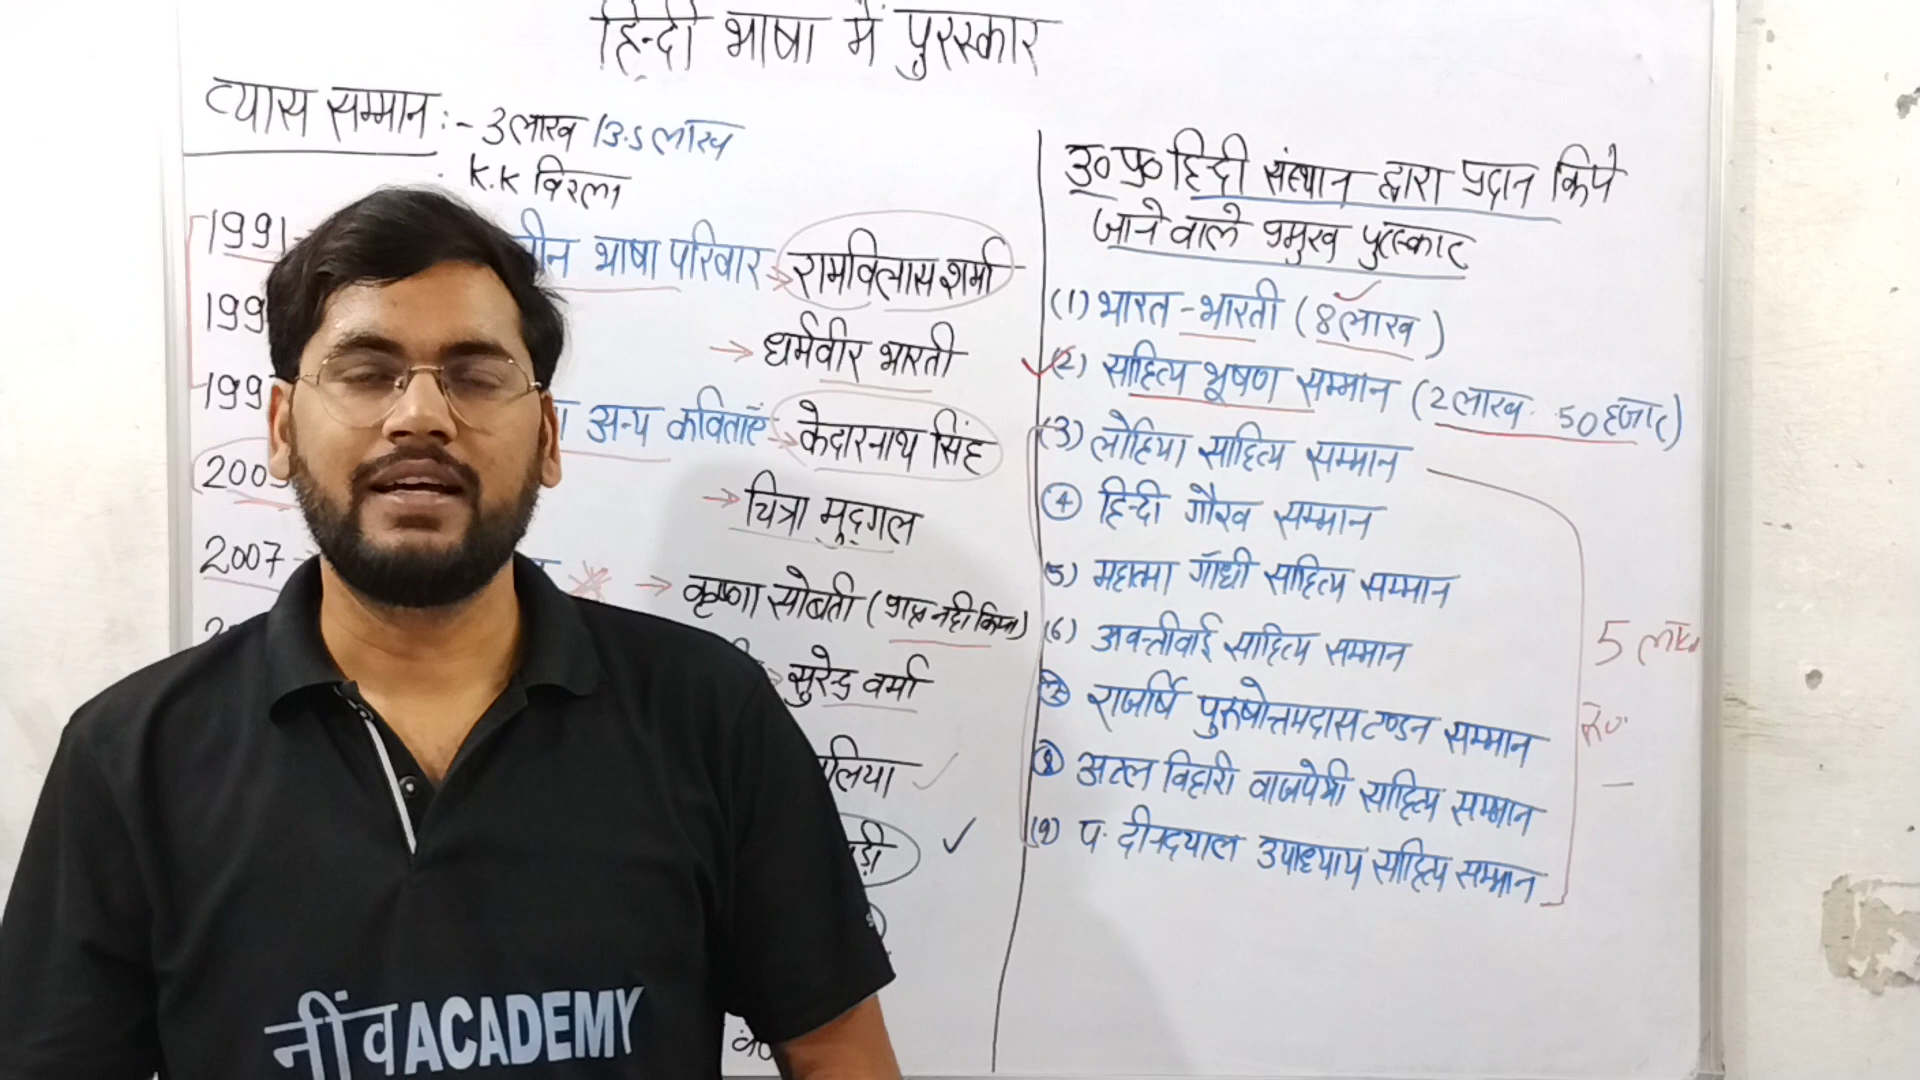 हिन्दी भाषा में पुरस्कार
व्यास सम्मान :- 3 लाख / 3.5 लाख
K.K बिरला
1991
भाषा परिवार → रामविलास शर्मा
→ धर्मवीर भारती
अन्य कविताएँ → केदारनाथ सिंह
→ चित्रा मुद्गल
2007 → कृष्णा सोबती (प्राप्त नहीं किया)
सुरेन्द्र वर्मा
उ० प्र० हिन्दी संस्थान द्वारा प्रदान किये
जाने वाले प्रमुख पुरस्कार
(1) भारत - भारती (8 लाख)
(2) साहित्य भूषण सम्मान (2 लाख 50 हजार)
(3) लोहिया साहित्य सम्मान
4 हिन्दी गौरव सम्मान
5) महात्मा गाँधी साहित्य सम्मान
(6) अवन्तीबाई साहित्य सम्मान
7 राजर्षि पुरुषोत्तमदास टण्डन सम्मान
8 अटल बिहारी वाजपेयी साहित्य सम्मान
(9) प. दीनदयाल उपाध्याय साहित्य सम्मान
5 लाख
रु०
नींव ACADEMY